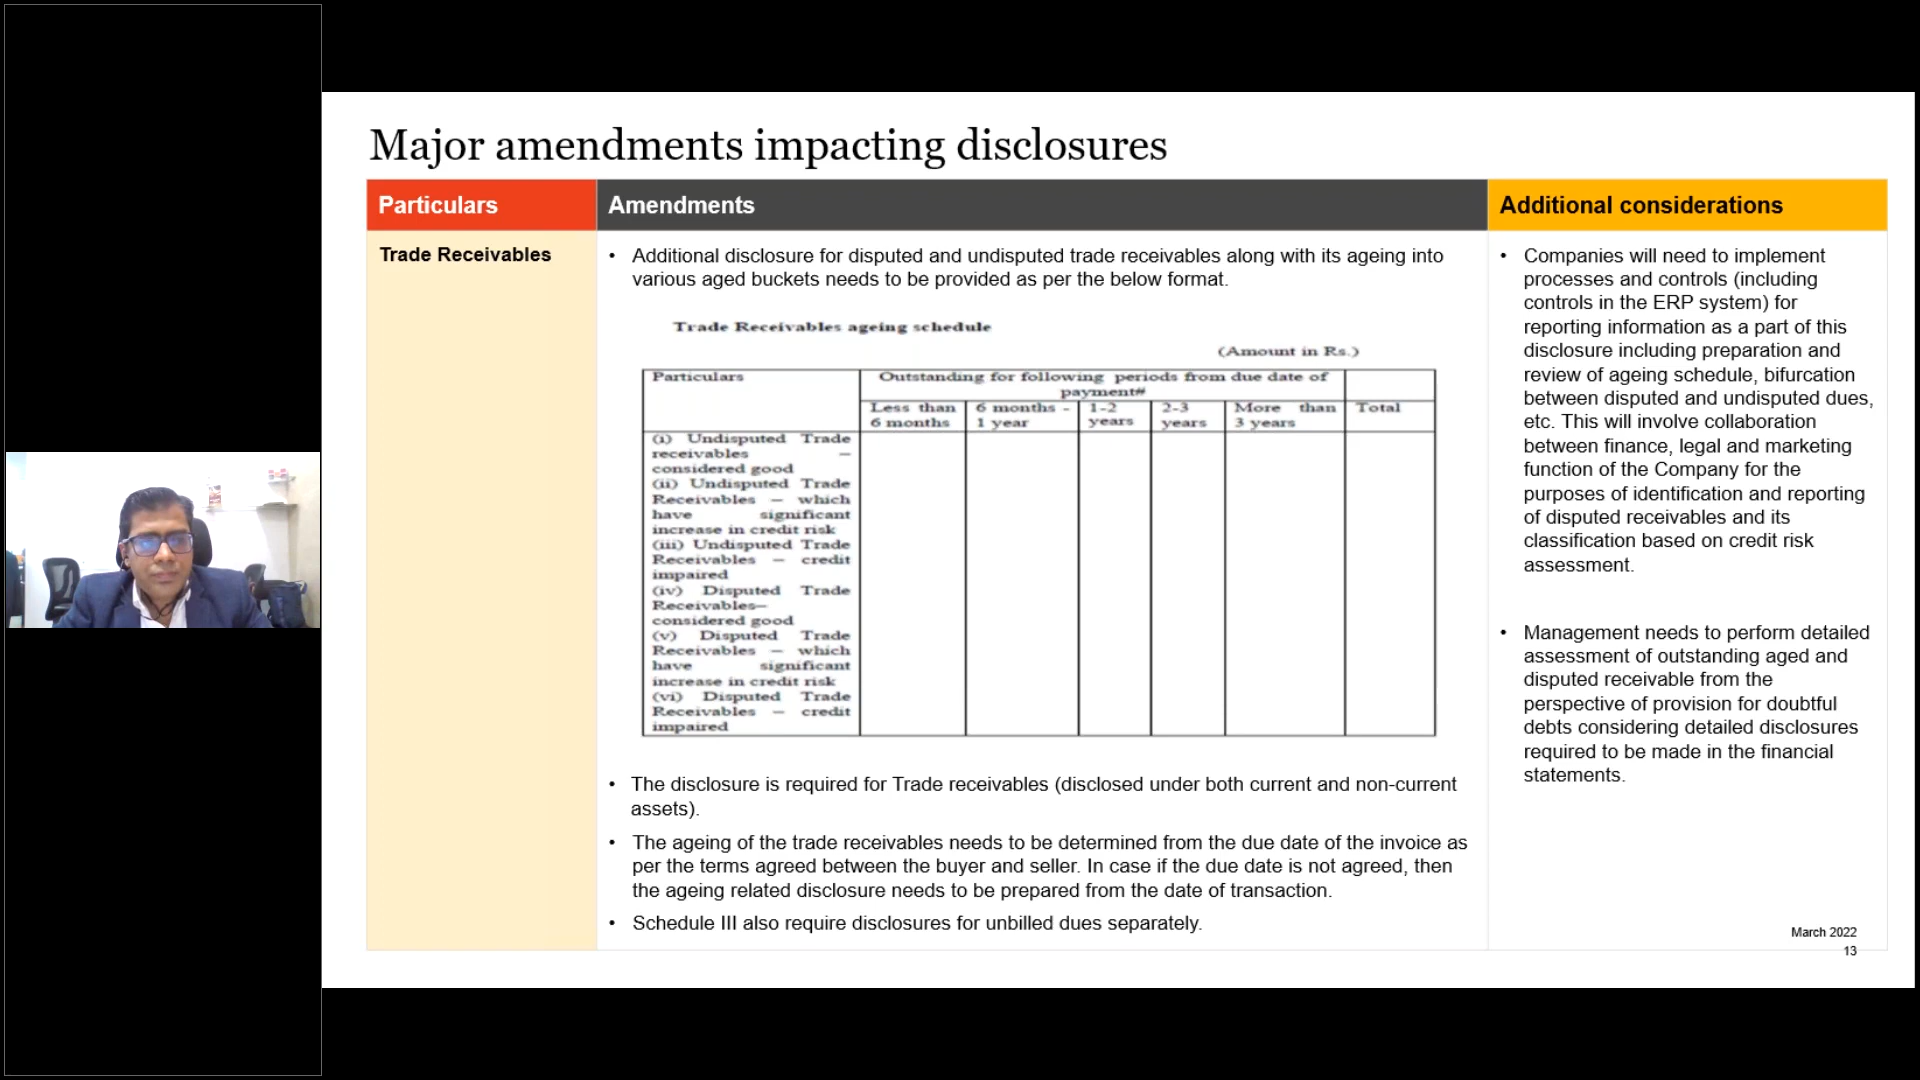 Major amendments impacting disclosures
Particulars
Amendments
Additional considerations
Trade Receivables
• Additional disclosure for disputed and undisputed trade receivables along with its ageing into
various aged buckets needs to be provided as per the below format.
Trade Receivables ageing schedule
(Amount in Rs.)
Particulars
Outstanding for following periods from due date of
payment#
Less than
6 months
6 months -
1 year
1-2
years
2-3
years
More than
3 years
Total
(i) Undisputed Trade
receivables –
considered good
(ii) Undisputed Trade
Receivables – which
have significant
increase in credit risk
(iii) Undisputed Trade
Receivables – credit
impaired
(iv) Disputed Trade
Receivables–
considered good
(v) Disputed Trade
Receivables – which
have significant
increase in credit risk
(vi) Disputed Trade
Receivables – credit
impaired
• The disclosure is required for Trade receivables (disclosed under both current and non-current
assets).
• The ageing of the trade receivables needs to be determined from the due date of the invoice as
per the terms agreed between the buyer and seller. In case if the due date is not agreed, then
the ageing related disclosure needs to be prepared from the date of transaction.
• Schedule III also require disclosures for unbilled dues separately.
• Companies will need to implement
processes and controls (including
controls in the ERP system) for
reporting information as a part of this
disclosure including preparation and
review of ageing schedule, bifurcation
between disputed and undisputed dues,
etc. This will involve collaboration
between finance, legal and marketing
function of the Company for the
purposes of identification and reporting
of disputed receivables and its
classification based on credit risk
assessment.
• Management needs to perform detailed
assessment of outstanding aged and
disputed receivable from the
perspective of provision for doubtful
debts considering detailed disclosures
required to be made in the financial
statements.
March 2022
13